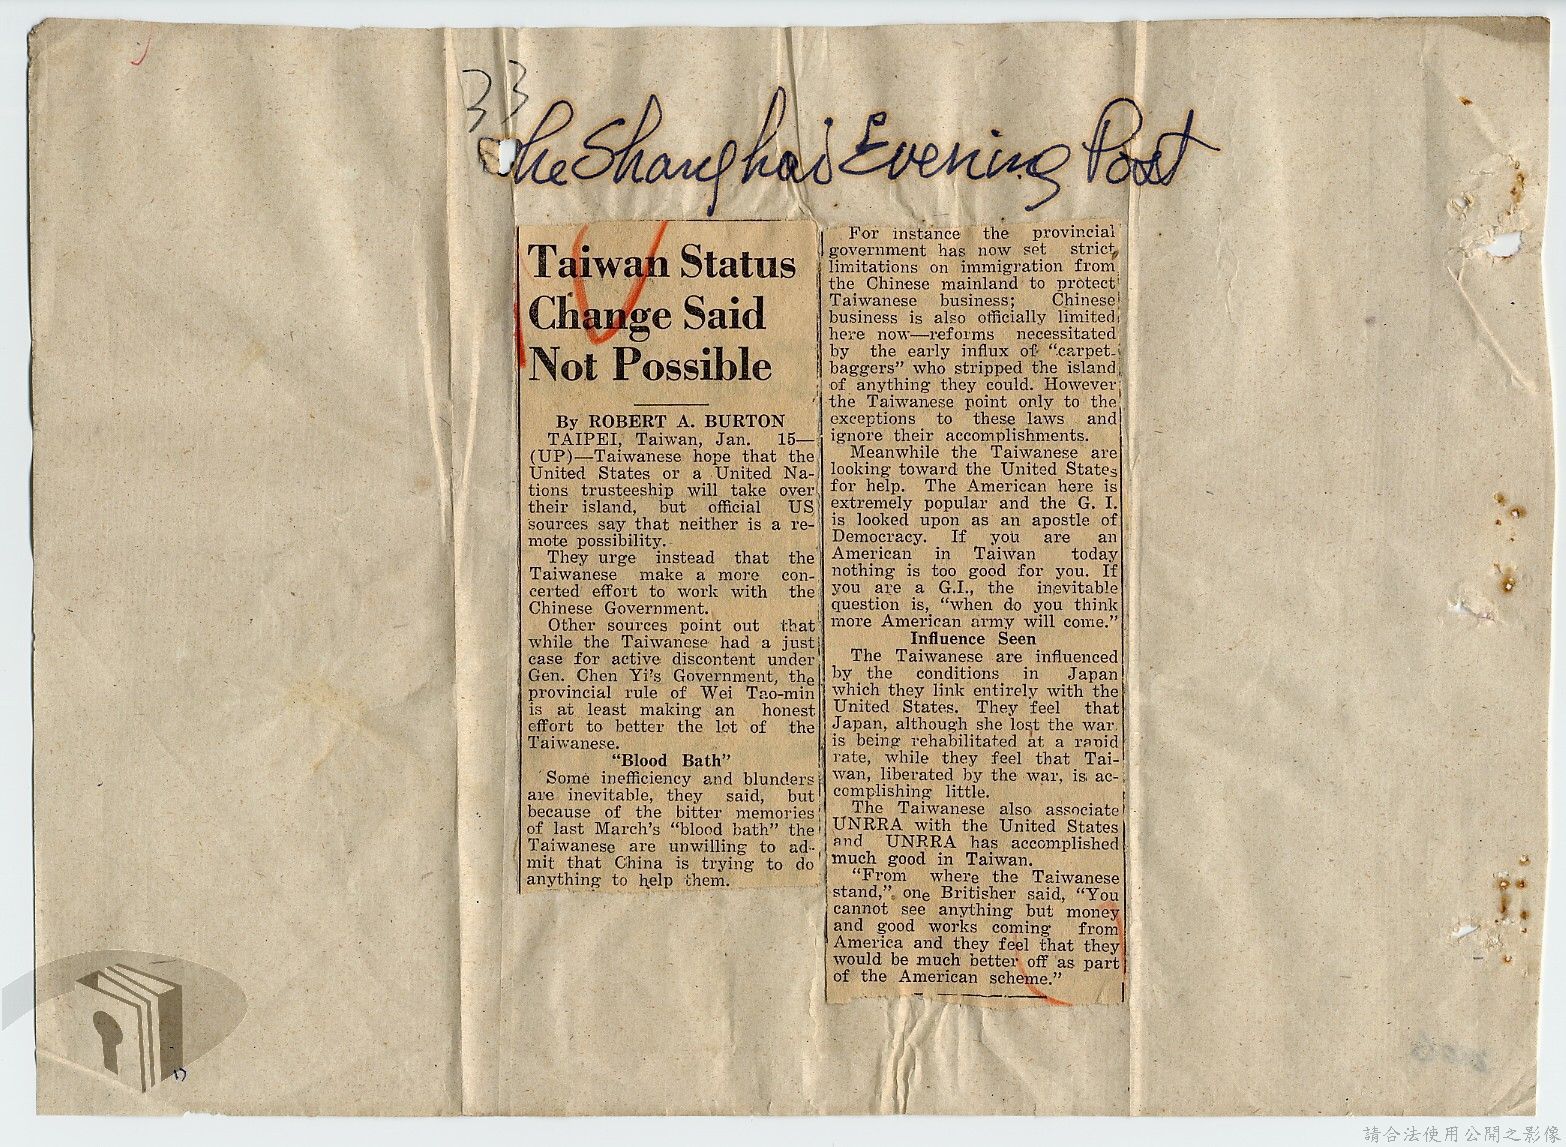 33
The Shanghai Evening Post
Taiwan Status
Change Said
Not Possible
By ROBERT A. BURTON
TAIPEI, Taiwan, Jan. 15—
(UP)—Taiwanese hope that the
United States or a United Na-
tions trusteeship will take over
their island, but official US
sources say that neither is a re-
mote possibility.
They urge instead that the
Taiwanese make a more con-
certed effort to work with the
Chinese Government.
Other sources point out that
while the Taiwanese had a just
case for active discontent under
Gen. Chen Yi's Government, the
provincial rule of Wei Tao-min
is at least making an honest
effort to better the lot of the
Taiwanese.
"Blood Bath"
Some inefficiency and blunders
are inevitable, they said, but
because of the bitter memories
of last March's "blood bath" the
Taiwanese are unwilling to ad-
mit that China is trying to do
anything to help them.
For instance the provincial
government has now set strict
limitations on immigration from
the Chinese mainland to protect
Taiwanese business; Chinese
business is also officially limited
here now—reforms necessitated
by the early influx of "carpet-
baggers" who stripped the island
of anything they could. However
the Taiwanese point only to the
exceptions to these laws and
ignore their accomplishments.
Meanwhile the Taiwanese are
looking toward the United States
for help. The American here is
extremely popular and the G. I.
is looked upon as an apostle of
Democracy. If you are an
American in Taiwan today
nothing is too good for you. If
you are a G.I., the inevitable
question is, "when do you think
more American army will come."
Influence Seen
The Taiwanese are influenced
by the conditions in Japan
which they link entirely with the
United States. They feel that
Japan, although she lost the war
is being rehabilitated at a rapid
rate, while they feel that Tai-
wan, liberated by the war, is ac-
complishing little.
The Taiwanese also associate
UNRRA with the United States
and UNRRA has accomplished
much good in Taiwan.
"From where the Taiwanese
stand," one Britisher said, "You
cannot see anything but money
and good works coming from
America and they feel that they
would be much better off as part
of the American scheme."
請合法使用公開之影像